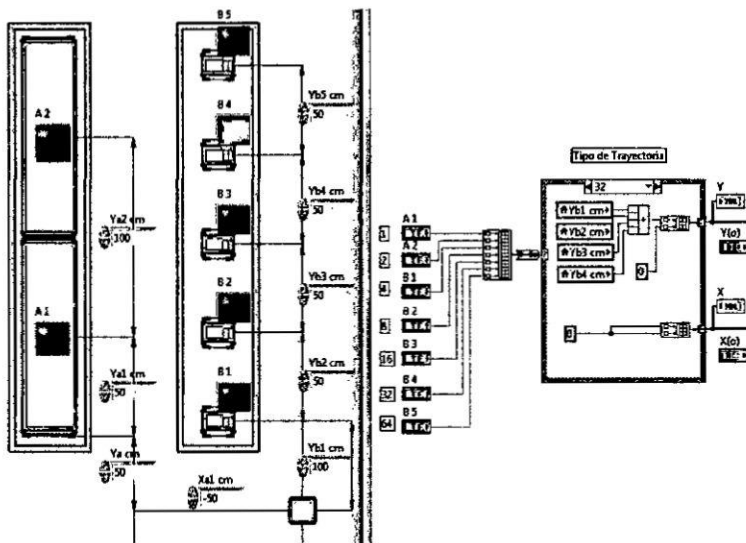 B5
A2
Yb5 cm
50
B4
Tipo de Trayectoria
Yb4 cm
50
32
Y
Ya2 cm
100
B3
1
A1
Yb1 cm
Yb2 cm
Yb3 cm
Yb4 cm
0
Y(o)
2
A2
Yb3 cm
50
B1
B2
A1
B2
X
0
16
B3
X(o)
Yb2 cm
50
32
B4
B1
Ya1 cm
50
64
B5
Ya cm
50
Yb1 cm
100
Xa1 cm
-50